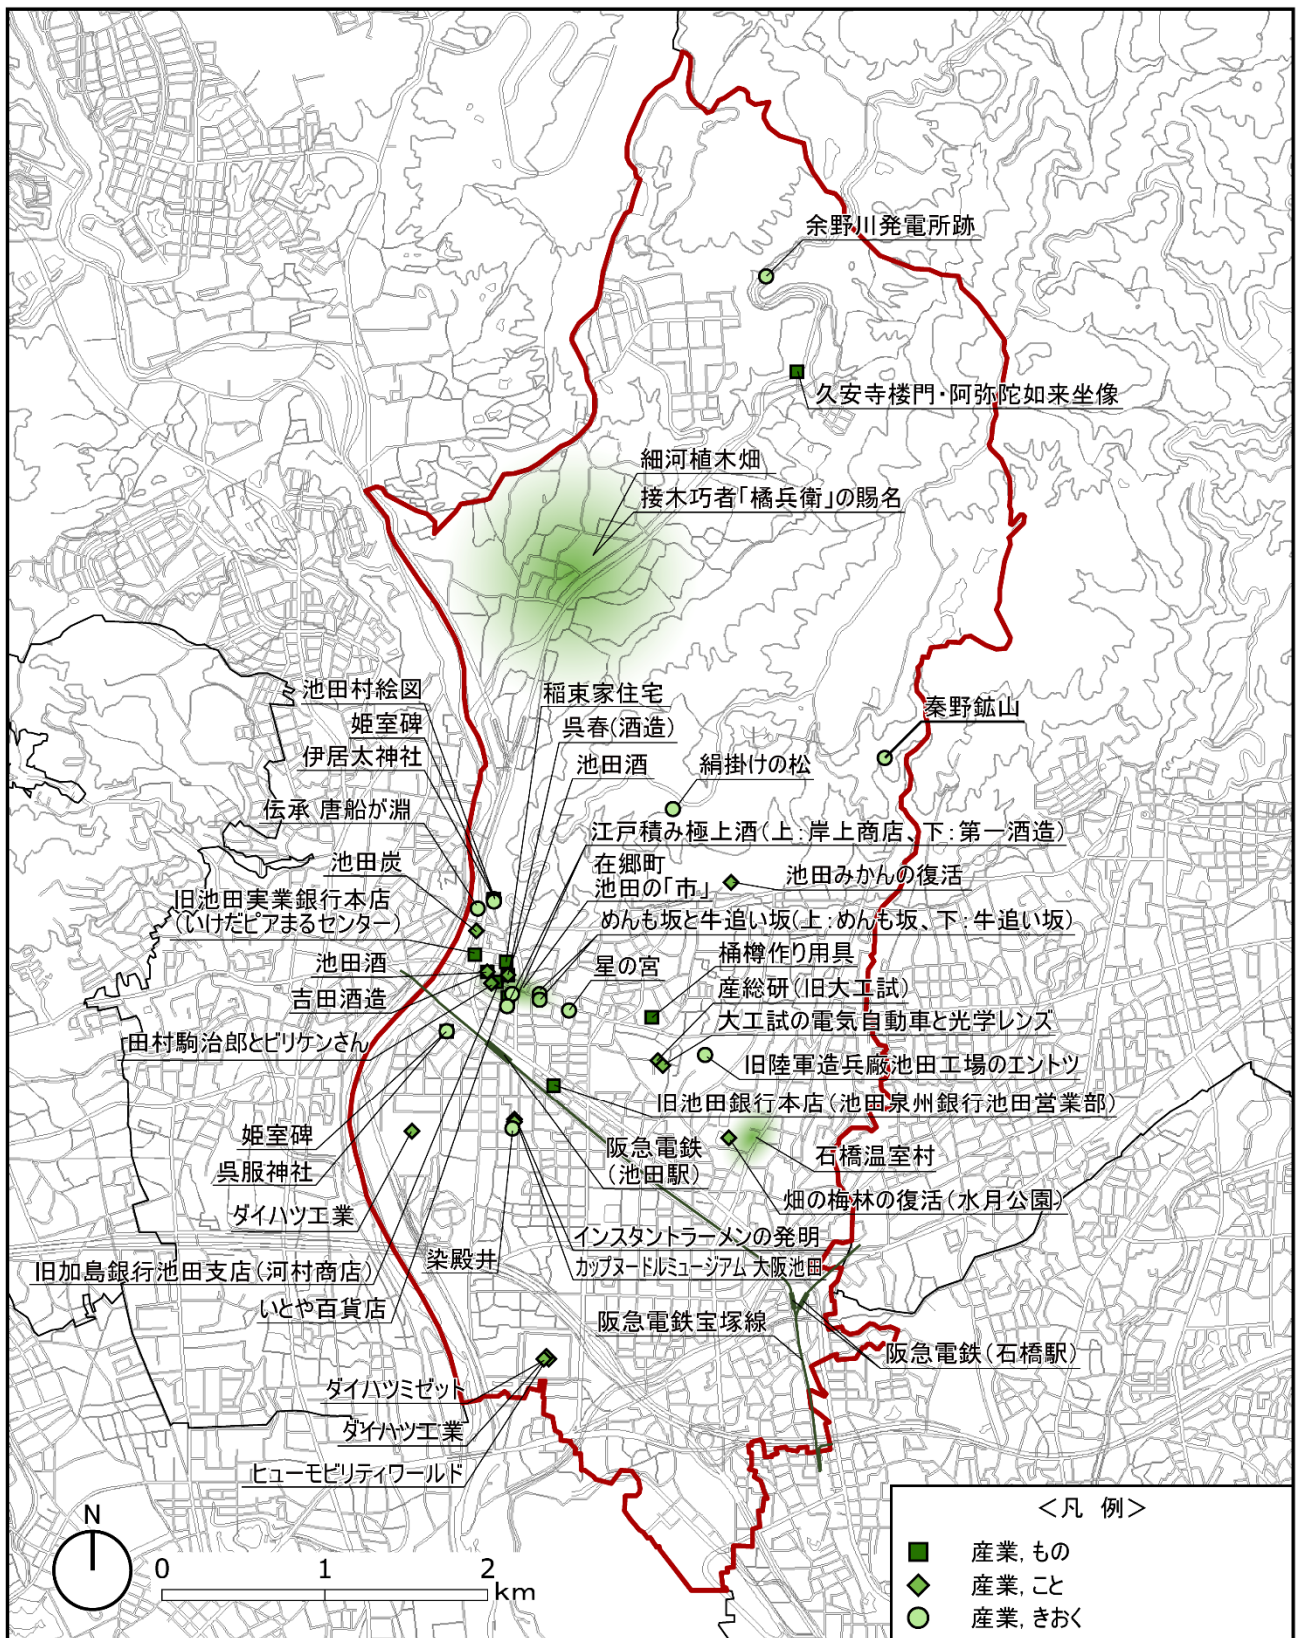 余野川発電所跡
久安寺楼門・阿弥陀如来坐像
細河植木畑
接木巧者「橘兵衛」の賜名
池田村絵図
姫室碑
伊居太神社
伝承 唐船が淵
池田炭
旧池田実業銀行本店
(いけだピアまるセンター)
池田酒
吉田酒造
田村駒治郎とビリケンさん
姫室碑
呉服神社
ダイハツ工業
旧加島銀行池田支店(河村商店)
いとや百貨店
稲束家住宅
呉春(酒造)
池田酒
秦野鉱山
絹掛けの松
江戸積み極上酒(上:岸上商店、下:第一酒造)
在郷町
池田の「市」
池田みかんの復活
めんも坂と牛追い坂(上:めんも坂、下:牛追い坂)
星の宮
桶樽作り用具
産総研(旧大工試)
大工試の電気自動車と光学レンズ
旧陸軍造兵廠池田工場のエントツ
旧池田銀行本店(池田泉州銀行池田営業部)
阪急電鉄
(池田駅)
石橋温室村
畑の梅林の復活(水月公園)
染殿井
インスタントラーメンの発明
カップヌードルミュージアム 大阪池田
阪急電鉄宝塚線
阪急電鉄(石橋駅)
ダイハツミゼット
ダイハツ工業
ヒューモビリティワールド
N
0 1 2
km
<凡 例>
産業, もの
産業, こと
産業, きおく